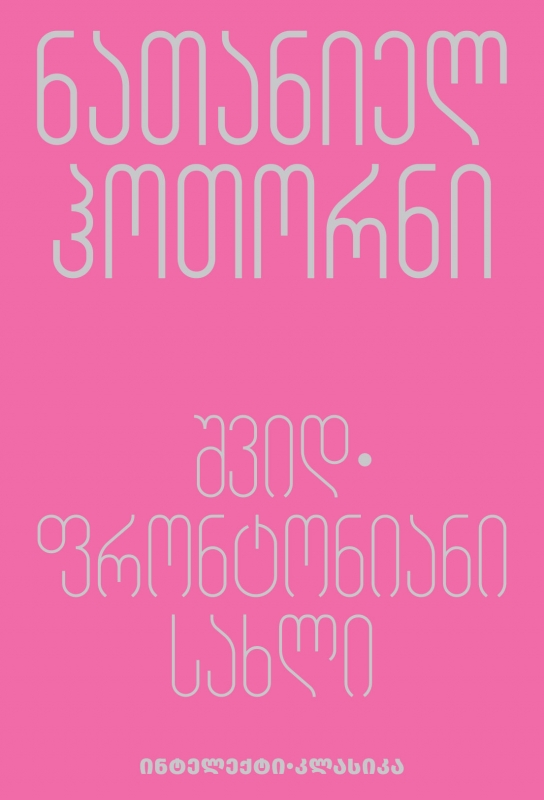 ნათანიელ
ჰოთორნი
შვიდ•
ფრონტონიანი
სახლი
ინტელექტი•კლასიკა